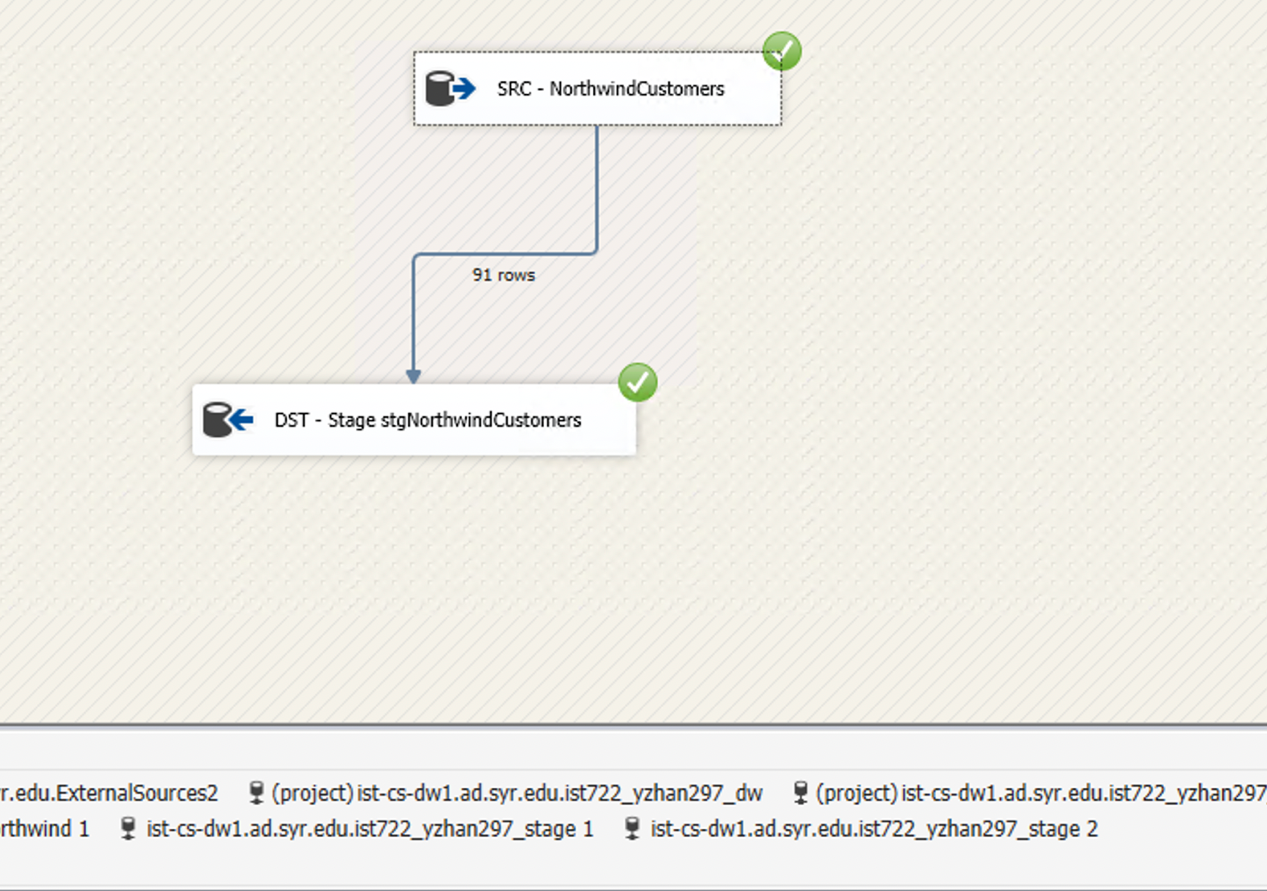 SRC - NorthwindCustomers
91 rows
DST - Stage stgNorthwindCustomers
r.edu.ExternalSources2 (project) ist-cs-dw1.ad.syr.edu.ist722_yzhan297_dw (project) ist-cs-dw1.ad.syr.edu.ist722_yzhan297_
rthwind 1 ist-cs-dw1.ad.syr.edu.ist722_yzhan297_stage 1 ist-cs-dw1.ad.syr.edu.ist722_yzhan297_stage 2